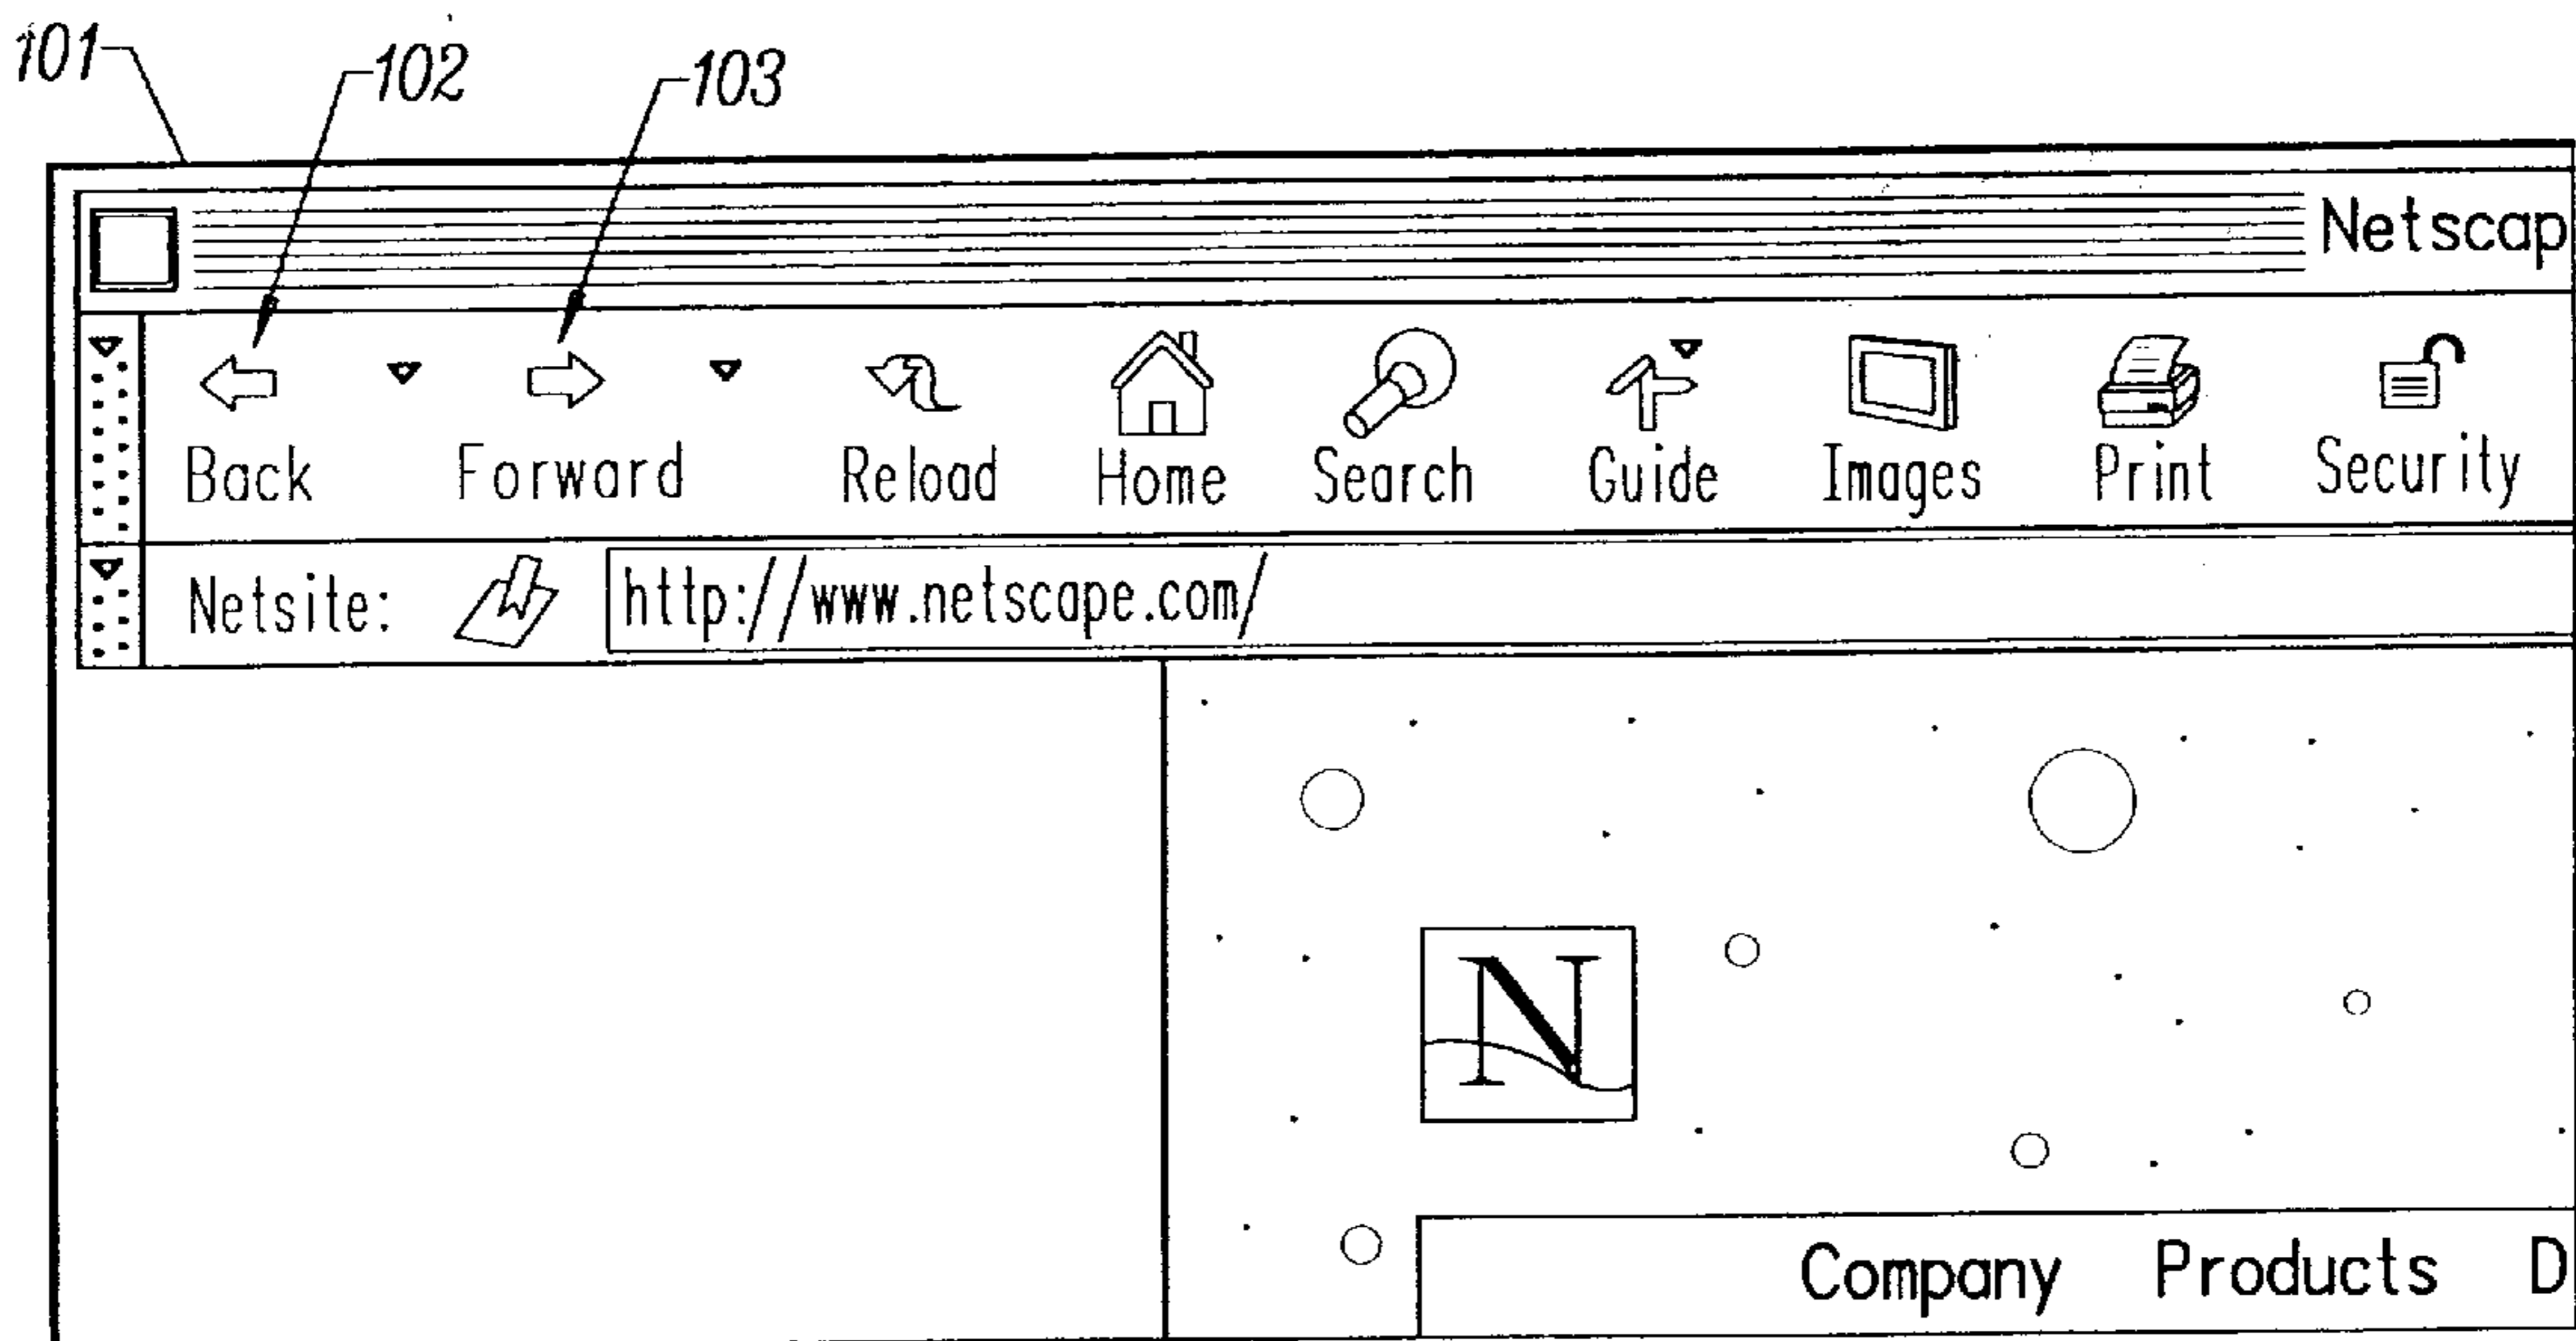 101
102
103
Netscap
Back Forward Reload Home Search Guide Images Print Security
Netsite: http://www.netscape.com/
N
Company Products D